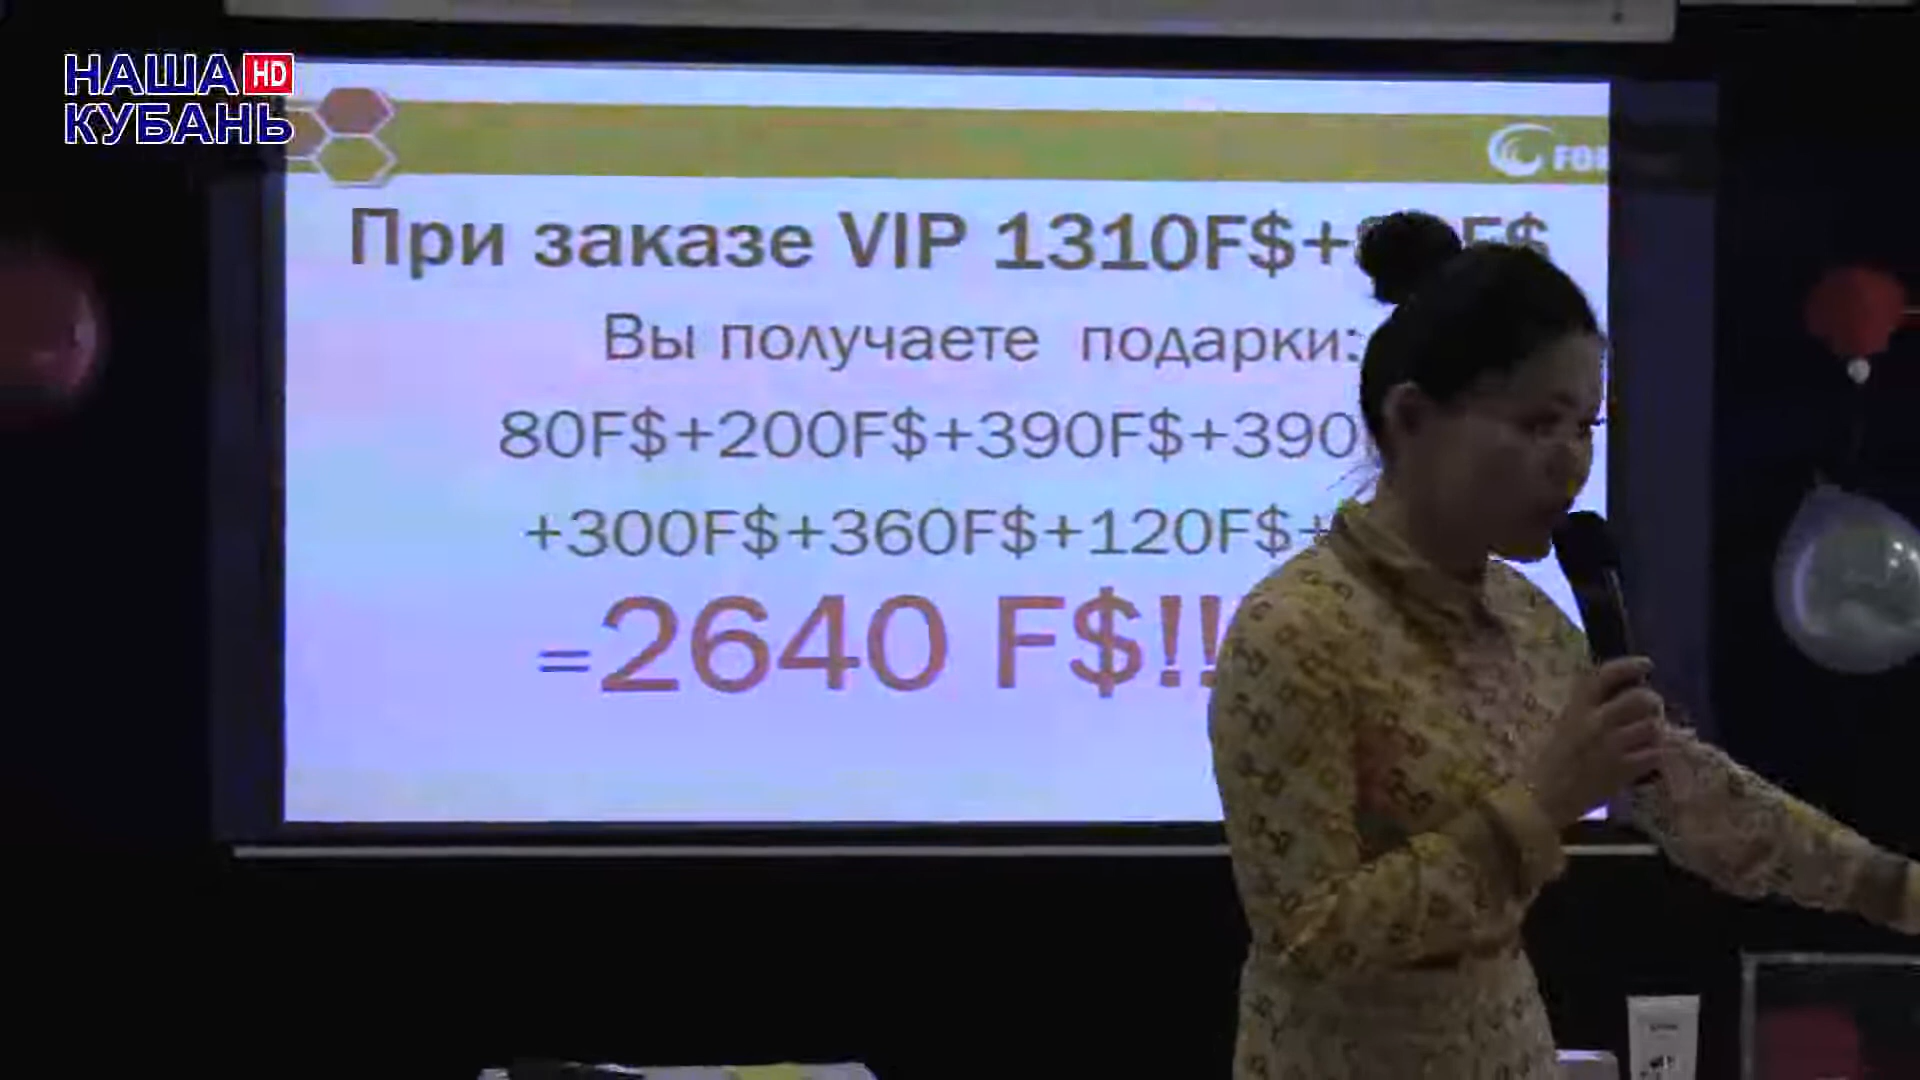 НАША HD
КУБАНЬ
При заказе VIP 1310F$+ F$
Вы получаете подарки:
80F$+200F$+390F$+390
+300F$+360F$+120F$+
=2640 F$!!